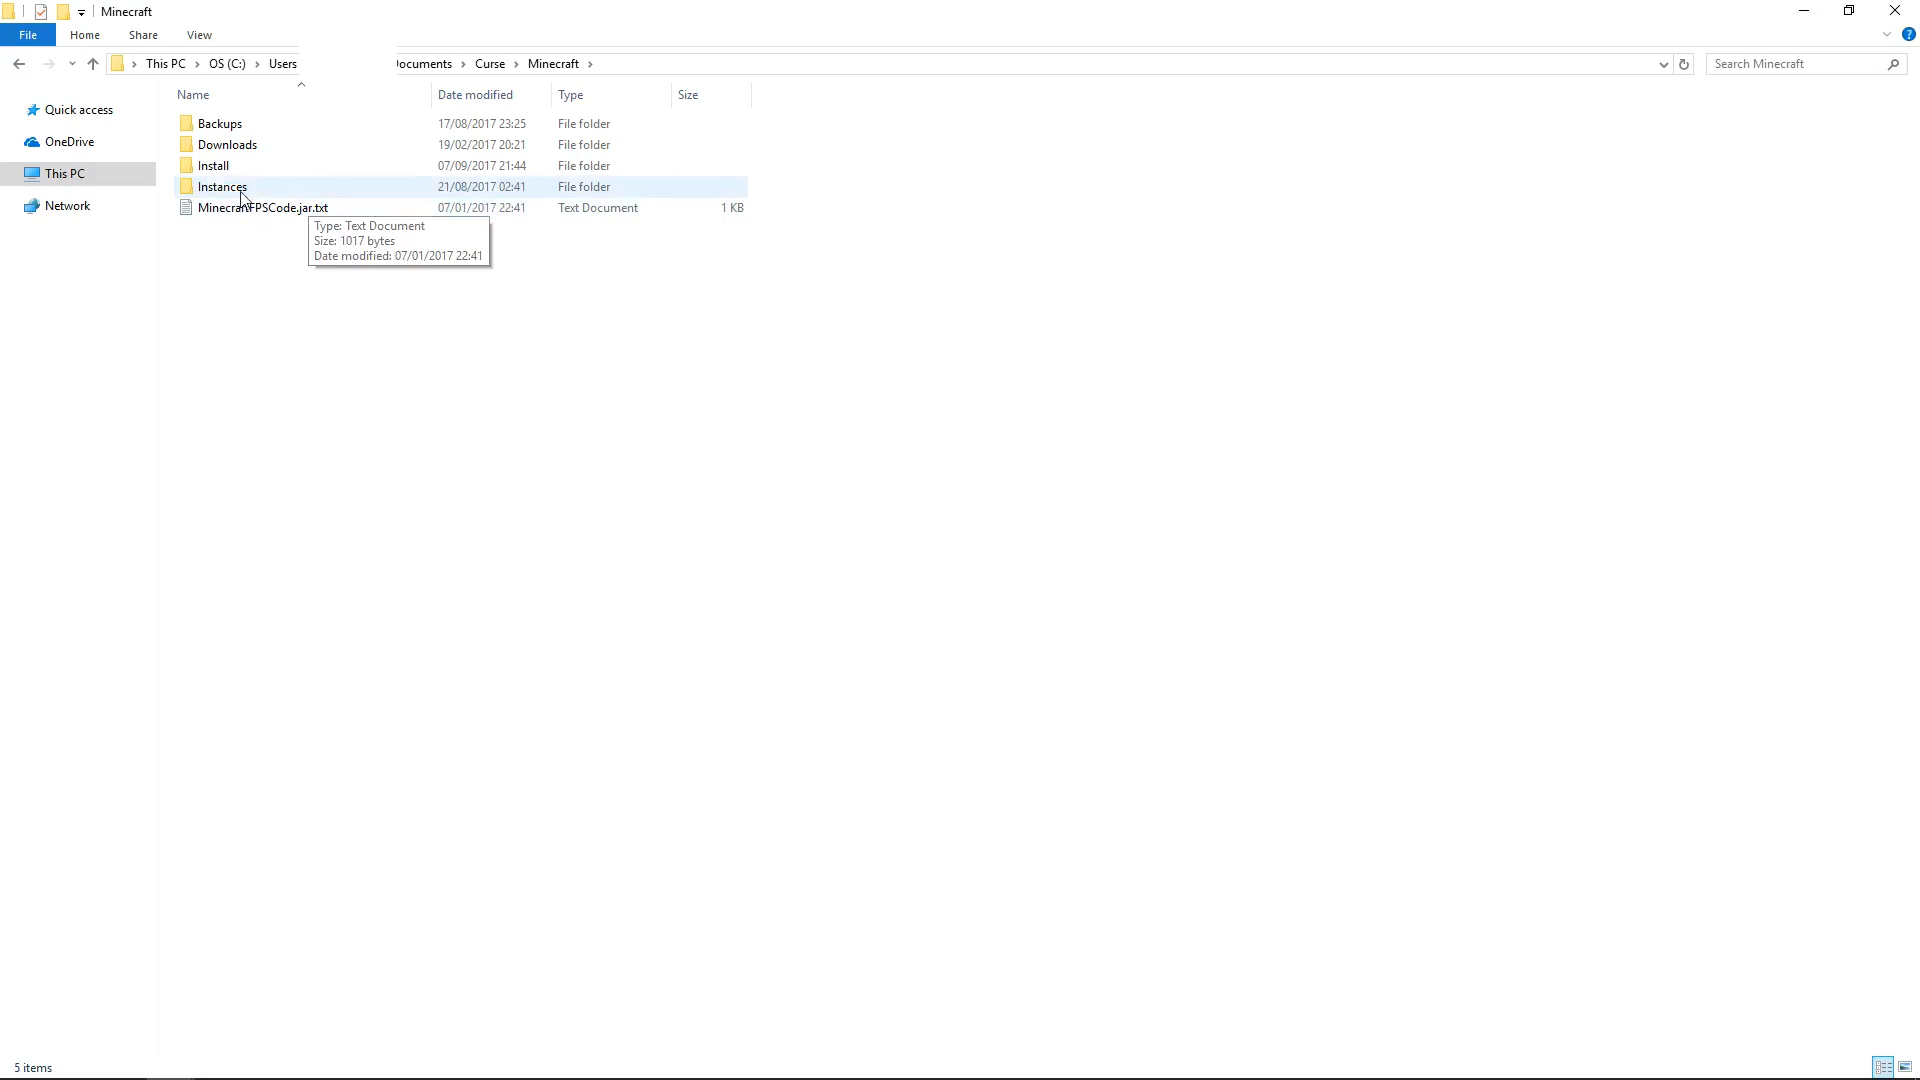 Minecraft
File Home Share View
This PC OS (C:) Users Documents Curse Minecraft Search Minecraft
Name Date modified Type Size
Quick access
OneDrive
This PC
Network
Backups 17/08/2017 23:25 File folder
Downloads 19/02/2017 20:21 File folder
Install 07/09/2017 21:44 File folder
Instances 21/08/2017 02:41 File folder
MinecraftFPSCode.jar.txt 07/01/2017 22:41 Text Document 1 KB
Type: Text Document
Size: 1017 bytes
Date modified: 07/01/2017 22:41
5 items